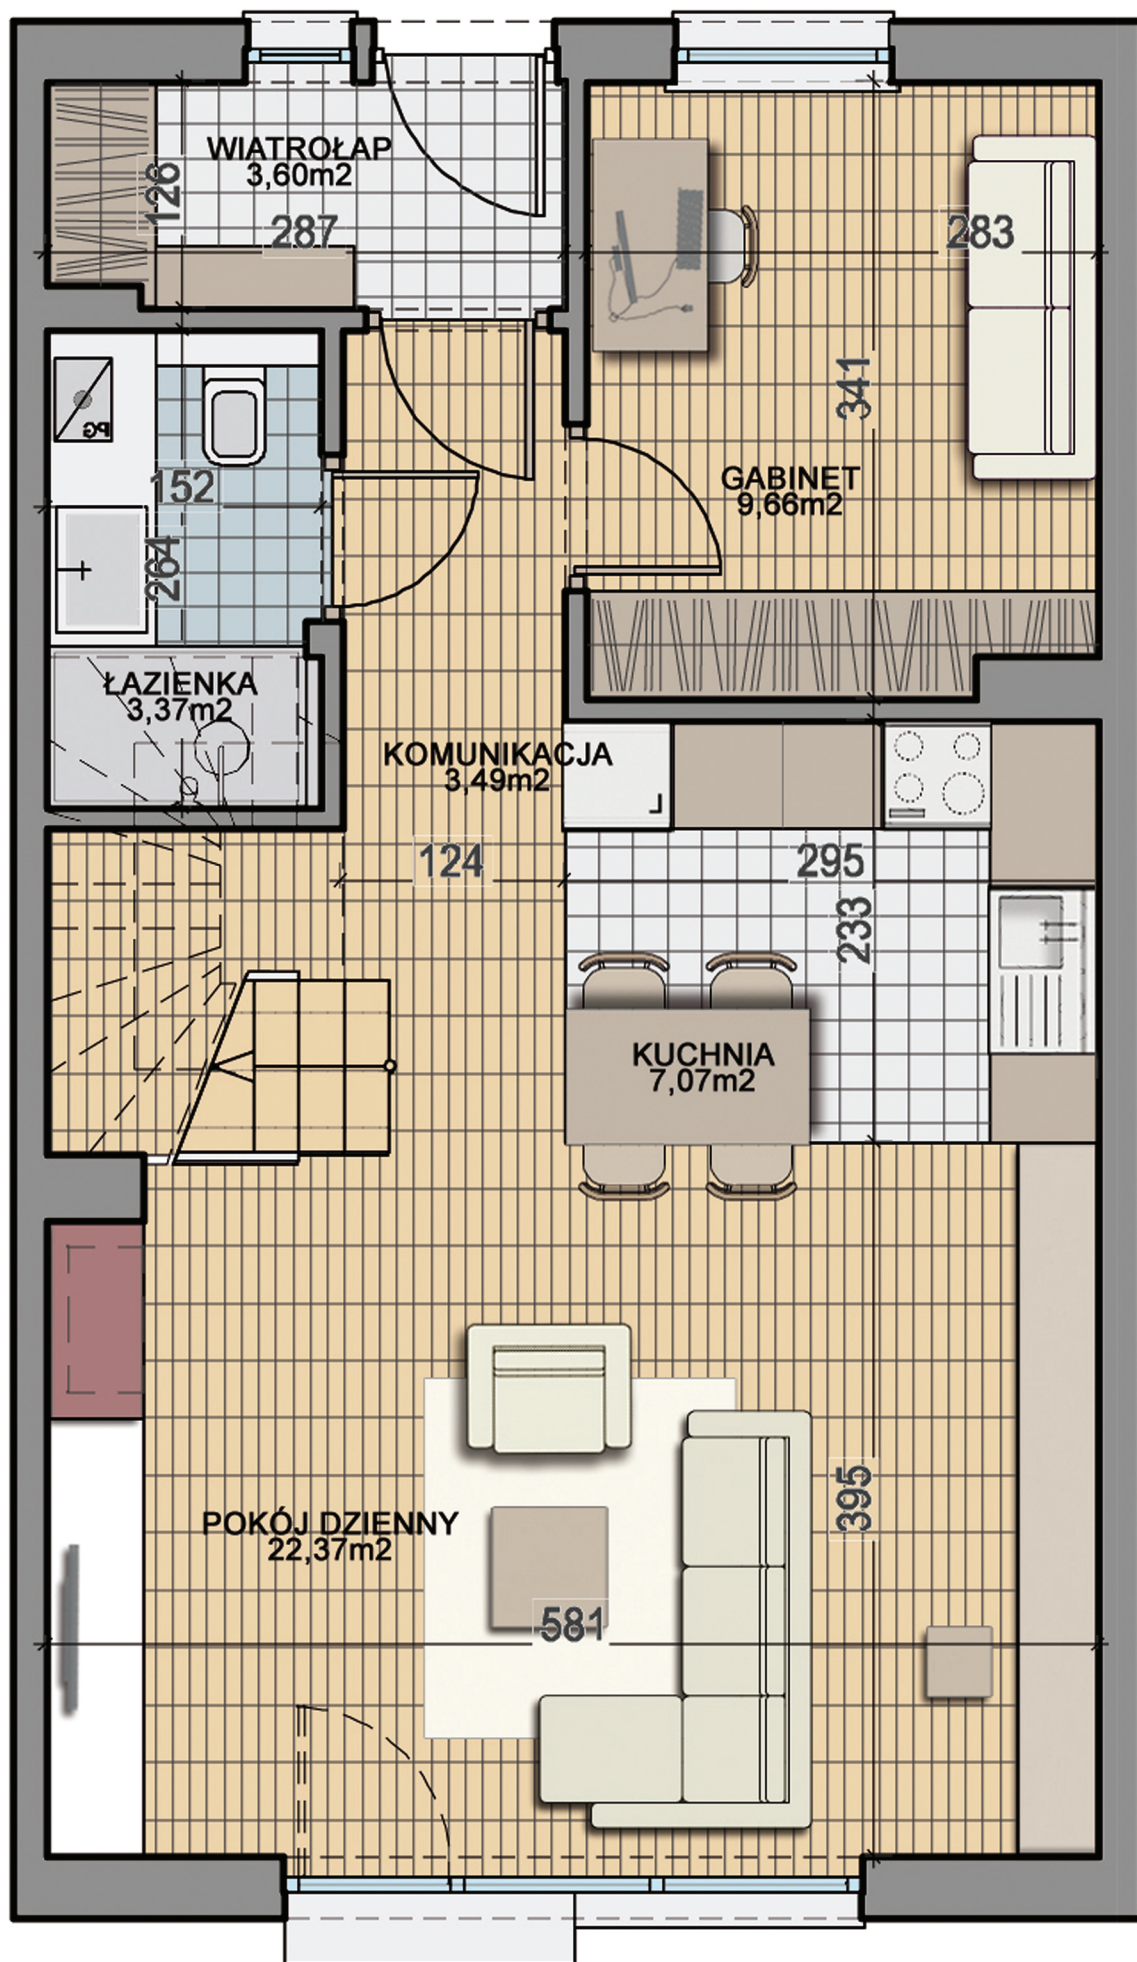 WIATROŁAP
3,60m2
126
287
283
341
GABINET
9,66m2
PG
152
264
ŁAZIENKA
3,37m2
KOMUNIKACJA
3,49m2
124
295
233
KUCHNIA
7,07m2
POKÓJ DZIENNY
22,37m2
395
581